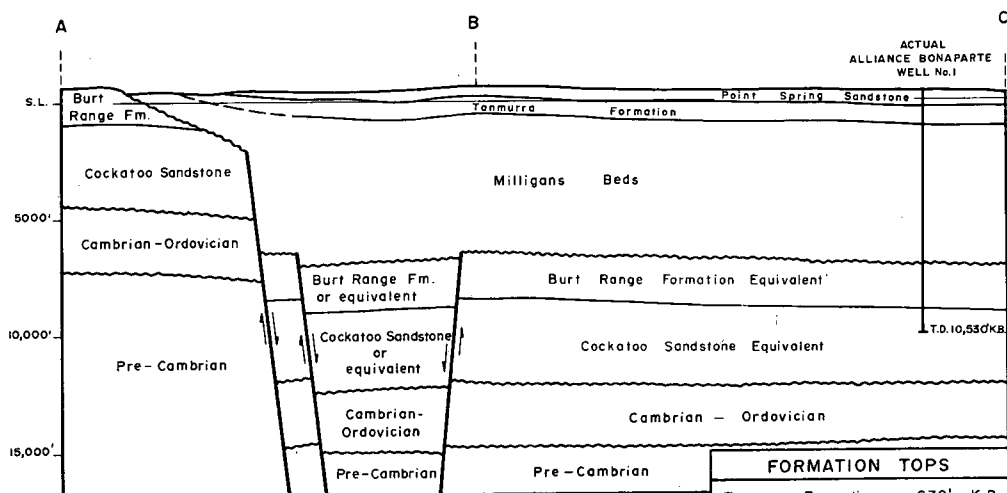 A
B
C
ACTUAL
ALLIANCE BONAPARTE
WELL No. 1
S.L.
Burt
Range Fm.
Point Spring Sandstone
Tanmurra Formation
Cockatoo Sandstone
Milligans Beds
5000'
Cambrian-Ordovician
Burt Range Fm.
or equivalent
Burt Range Formation Equivalent
10,000'
Cockatoo Sandstone
or
equivalent
Cockatoo Sandstone Equivalent
T.D. 10,530' K.B.
Pre-Cambrian
Cambrian-
Ordovician
Cambrian - Ordovician
15,000'
Pre-Cambrian
Pre-Cambrian
FORMATION TOPS